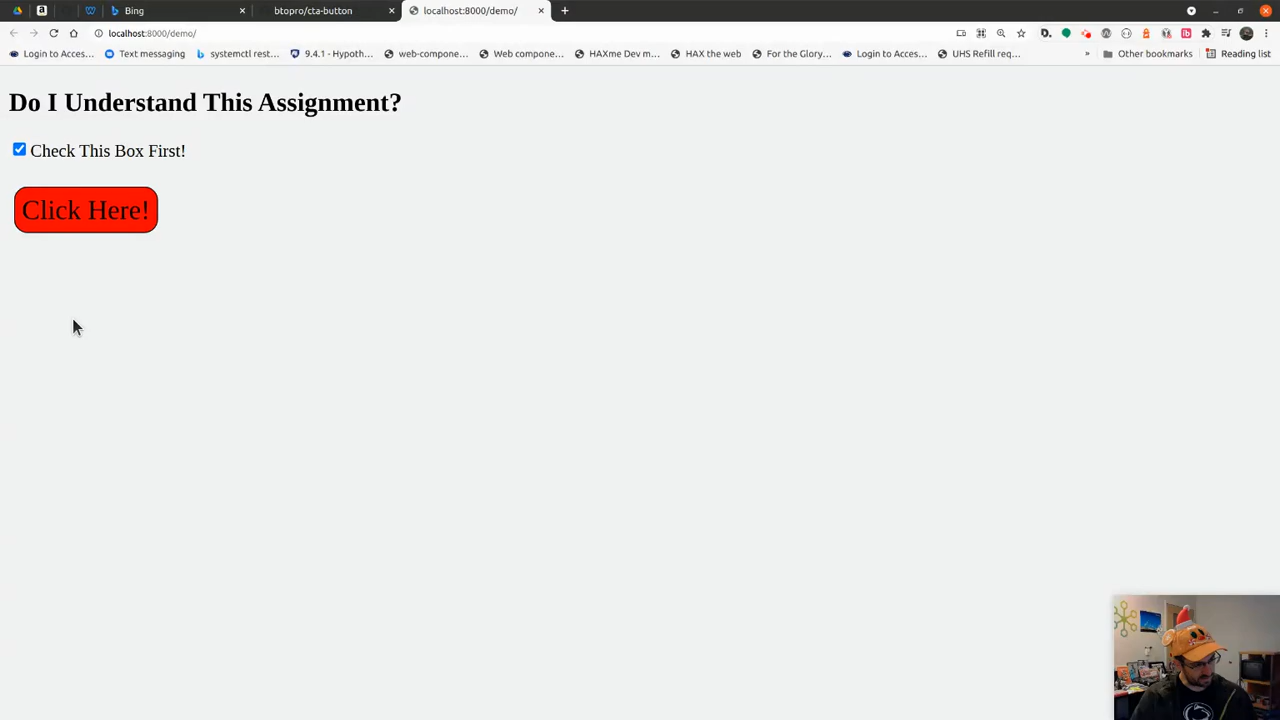 Bing
btopro/cta-button
localhost:8000/demo/
localhost:8000/demo/
Login to Acces...
Text messaging
systemctl rest...
9.4.1 - Hypoth...
web-compone...
Web compone...
HAXme Dev m...
HAX the web
For the Glory...
Login to Acces...
UHS Refill req...
»
Other bookmarks
Reading list
Do I Understand This Assignment?
Check This Box First!
Click Here!